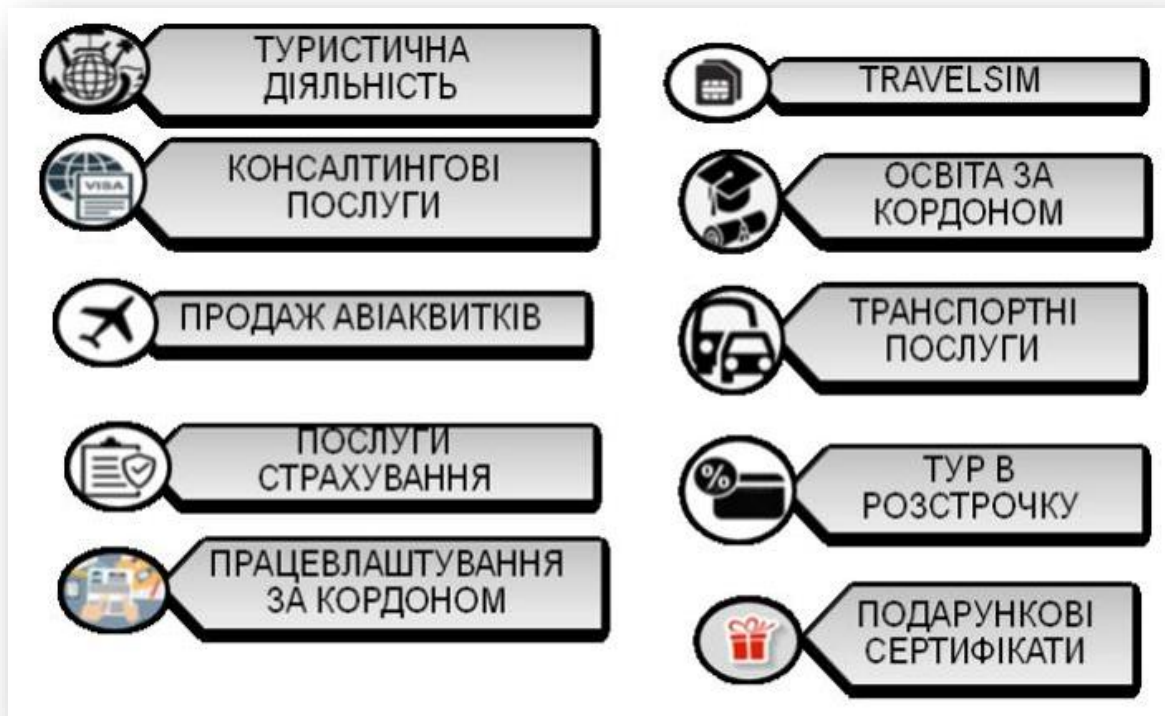 ТУРИСТИЧНА
ДІЯЛЬНІСТЬ
КОНСАЛТИНГОВІ
ПОСЛУГИ
VISA
ПРОДАЖ АВІАКВИТКІВ
ПОСЛУГИ
СТРАХУВАННЯ
ПРАЦЕВЛАШТУВАННЯ
ЗА КОРДОНОМ
TRAVELSIM
ОСВІТА ЗА
КОРДОНОМ
ТРАНСПОРТНІ
ПОСЛУГИ
%
ТУР В
РОЗСТРОЧКУ
ПОДАРУНКОВІ
СЕРТИФІКАТИ